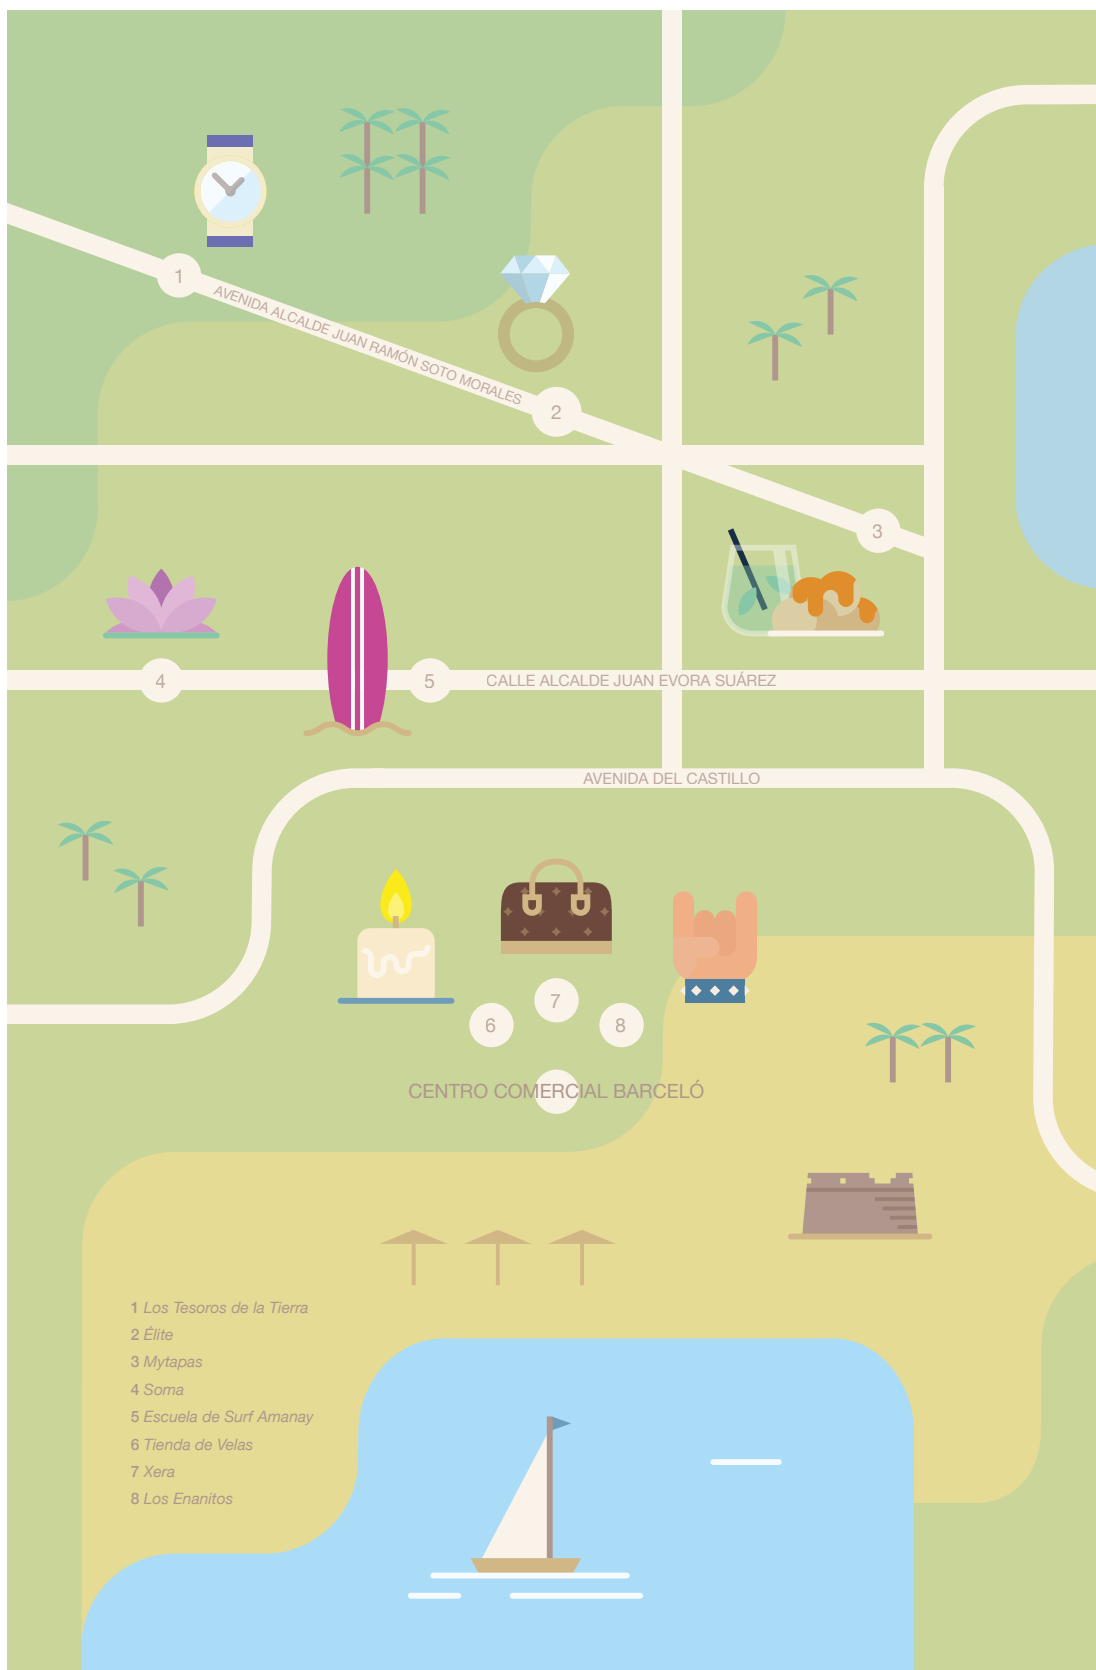 1
AVENIDA ALCALDE JUAN RAMÓN SOTO MORALES
2
3
4
5
CALLE ALCALDE JUAN EVORA SUÁREZ
AVENIDA DEL CASTILLO
7
6
8
CENTRO COMERCIAL BARCELÓ
1 Los Tesoros de la Tierra
2 Élite
3 Mytapas
4 Soma
5 Escuela de Surf Amanay
6 Tienda de Velas
7 Xera
8 Los Enanitos